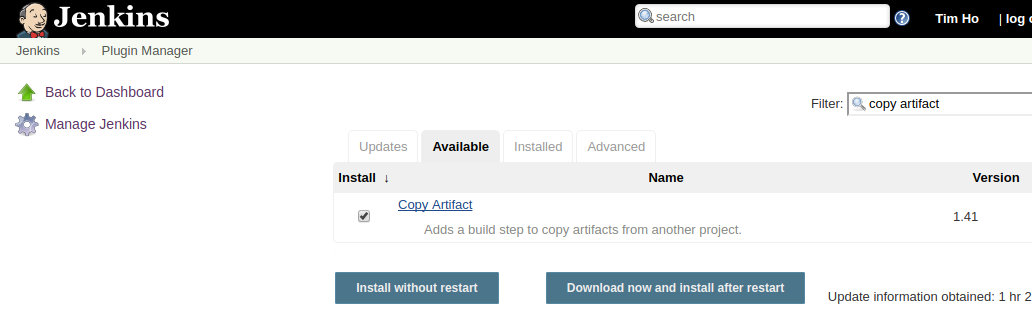 Jenkins
search
Tim Ho
| log
Jenkins
Plugin Manager
Back to Dashboard
Manage Jenkins
Filter:
copy artifact
Updates
Available
Installed
Advanced
Install ↓
Name
Version
Copy Artifact
1.41
Adds a build step to copy artifacts from another project.
Install without restart
Download now and install after restart
Update information obtained: 1 hr 2